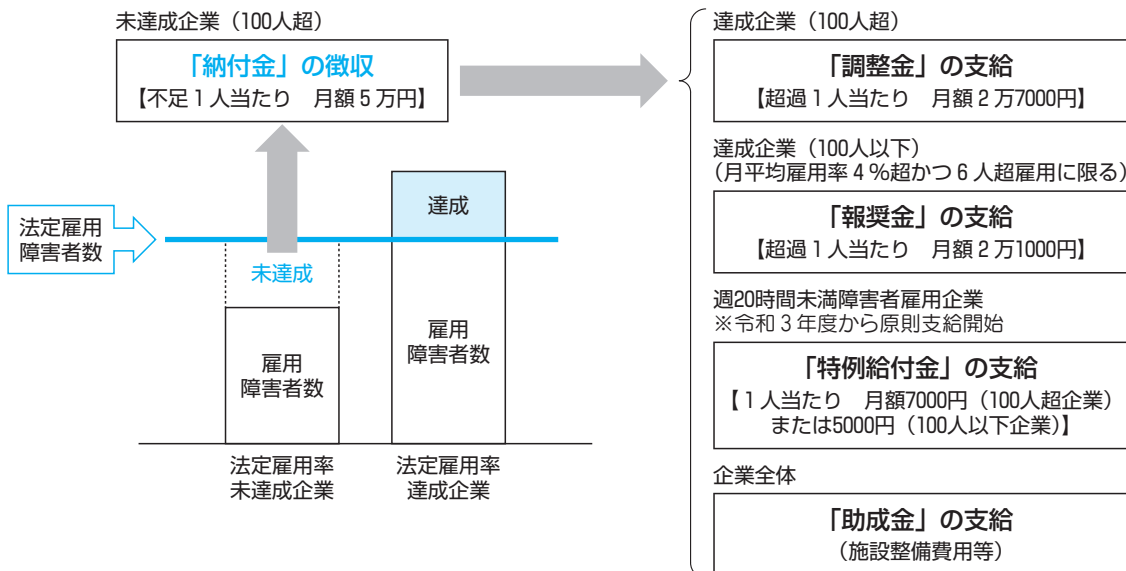 未達成企業（100人超）
「納付金」の徴収
【不足１人当たり　月額５万円】
法定雇用
障害者数
未達成
達成
雇用
障害者数
雇用
障害者数
法定雇用率
未達成企業
法定雇用率
達成企業
達成企業（100人超）
「調整金」の支給
【超過１人当たり　月額２万7000円】
達成企業（100人以下）
（月平均雇用率４％超かつ６人超雇用に限る）
「報奨金」の支給
【超過１人当たり　月額２万1000円】
週20時間未満障害者雇用企業
※令和３年度から原則支給開始
「特例給付金」の支給
【１人当たり　月額7000円（100人超企業）
または5000円（100人以下企業）】
企業全体
「助成金」の支給
（施設整備費用等）